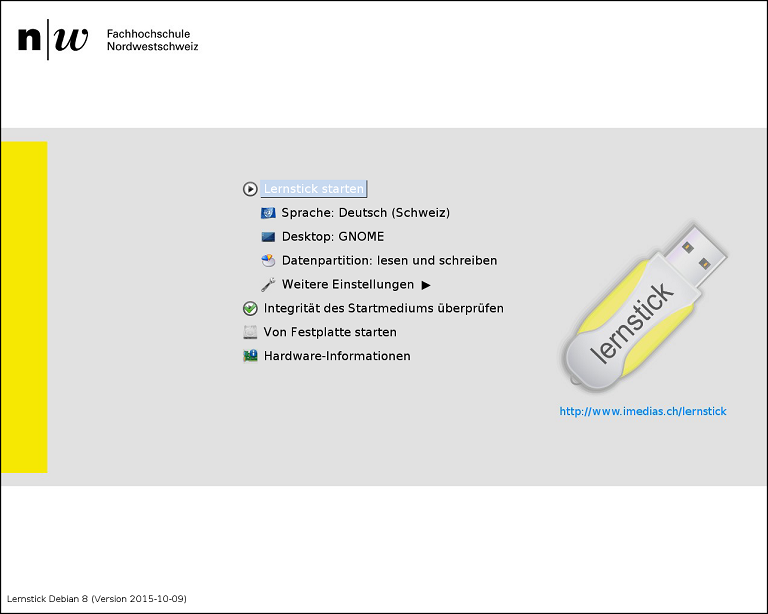 n w Fachhochschule
Nordwestschweiz
Lernstick starten
Sprache: Deutsch (Schweiz)
Desktop: GNOME
Datenpartition: lesen und schreiben
Weitere Einstellungen ▶
Integrität des Startmediums überprüfen
Von Festplatte starten
Hardware-Informationen
lernstick
http://www.imedias.ch/lernstick
Lernstick Debian 8 (Version 2015-10-09)